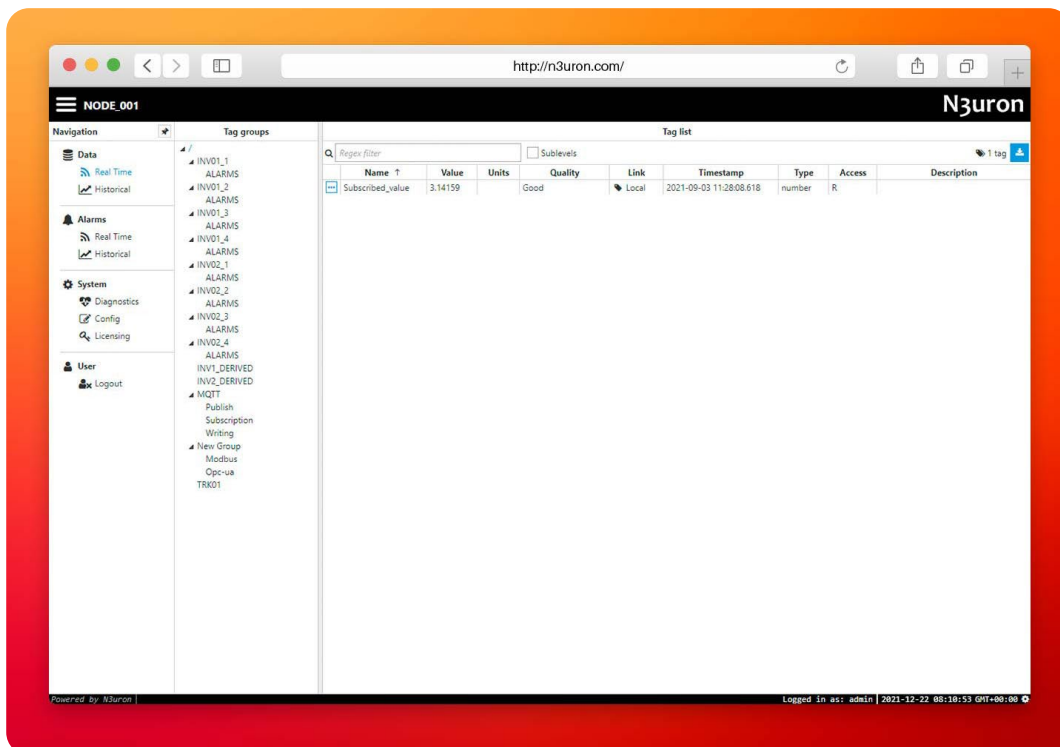 http://n3uron.com/
NODE_001
N3uron
Navigation
Data
Real Time
Historical
Alarms
Real Time
Historical
System
Diagnostics
Config
Licensing
User
Logout
Tag groups
/
INV01_1
ALARMS
INV01_2
ALARMS
INV01_3
ALARMS
INV01_4
ALARMS
INV02_1
ALARMS
INV02_2
ALARMS
INV02_3
ALARMS
INV02_4
ALARMS
INV1_DERIVED
INV2_DERIVED
MQTT
Publish
Subscription
Writing
New Group
Modbus
Opc-ua
TRK01
Tag list
Regex filter Sublevels 1 tag
Name ↑ Value Units Quality Link Timestamp Type Access Description
Subscribed_value 3.14159 Good Local 2021-09-03 11:28:08.618 number R
Powered by N3uron Logged in as: admin 2021-12-22 08:10:53 GMT+00:00